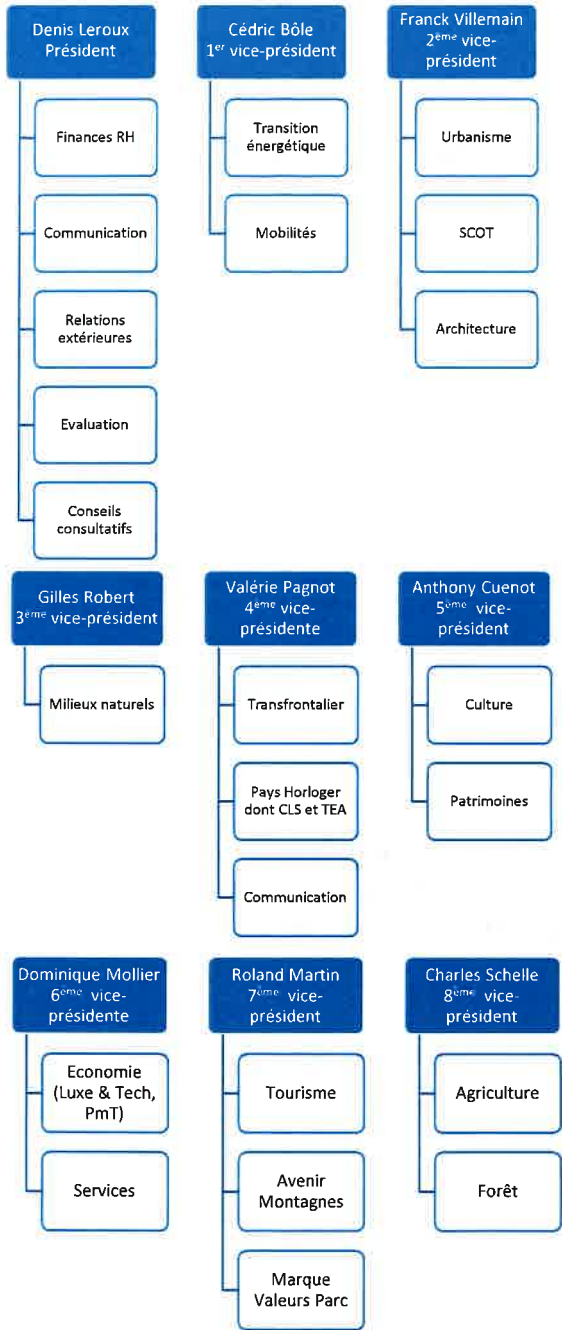 Denis Leroux
Président
Finances RH
Communication
Relations
extérieures
Evaluation
Conseils
consultatifs
Cédric Bôle
1er vice-président
Transition
énergétique
Mobilités
Franck Villemain
2ème vice-
président
Urbanisme
SCOT
Architecture
Gilles Robert
3ème vice-président
Milieux naturels
Valérie Pagnot
4ème vice-
présidente
Transfrontalier
Pays Horloger
dont CLS et TEA
Communication
Anthony Cuenot
5ème vice-
président
Culture
Patrimoines
Dominique Mollier
6ème vice-
présidente
Economie
(Luxe & Tech,
PmT)
Services
Roland Martin
7ème vice-
président
Tourisme
Avenir
Montagnes
Marque
Valeurs Parc
Charles Schelle
8ème vice-
président
Agriculture
Forêt